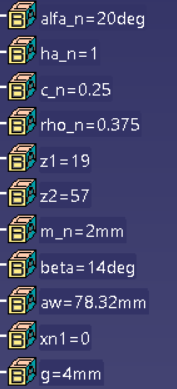 alfa_n=20deg
ha_n=1
c_n=0.25
rho_n=0.375
z1=19
z2=57
m_n=2mm
beta=14deg
aw=78.32mm
xn1=0
g=4mm